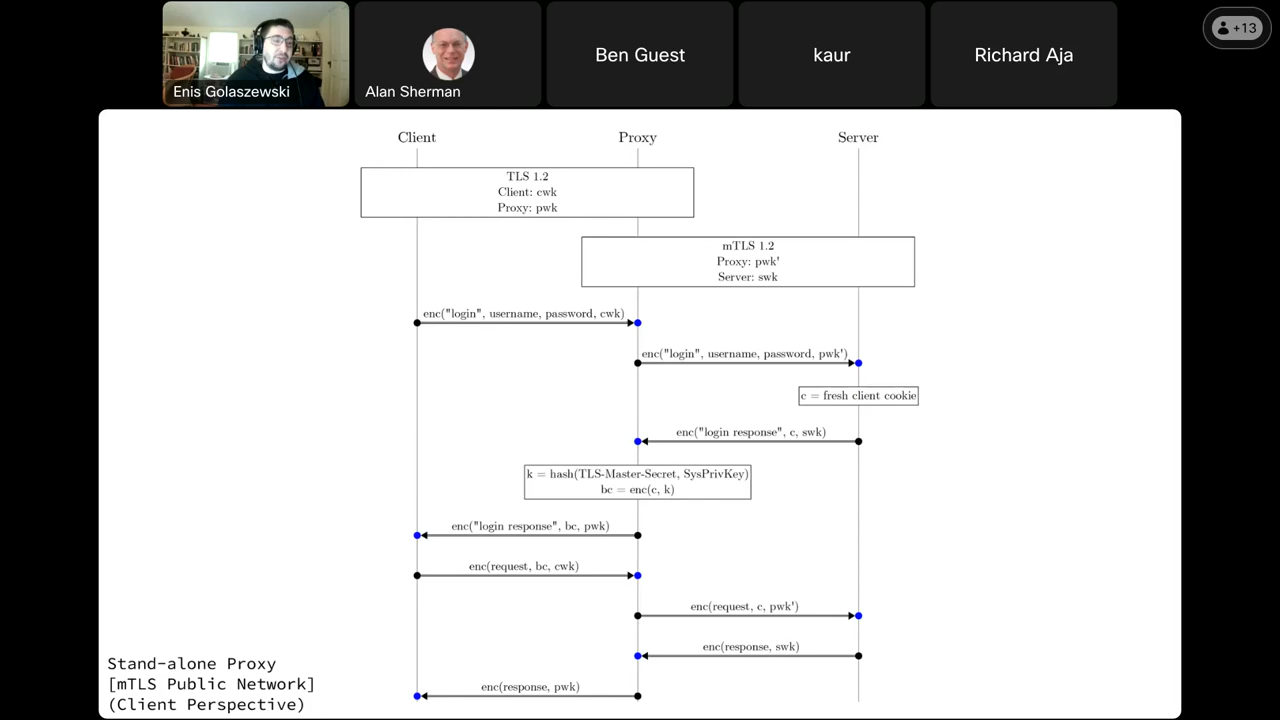 Enis Golaszewski
Alan Sherman
Ben Guest
kaur
Richard Aja
+13
Client
Proxy
Server
TLS 1.2
Client: cwk
Proxy: pwk
mTLS 1.2
Proxy: pwk'
Server: swk
enc("login", username, password, cwk)
enc("login", username, password, pwk')
c = fresh client cookie
enc("login response", c, swk)
k = hash(TLS-Master-Secret, SysPrivKey)
bc = enc(c, k)
enc("login response", bc, pwk)
enc(request, bc, cwk)
enc(request, c, pwk')
enc(response, swk)
enc(response, pwk)
Stand-alone Proxy
[mTLS Public Network]
(Client Perspective)